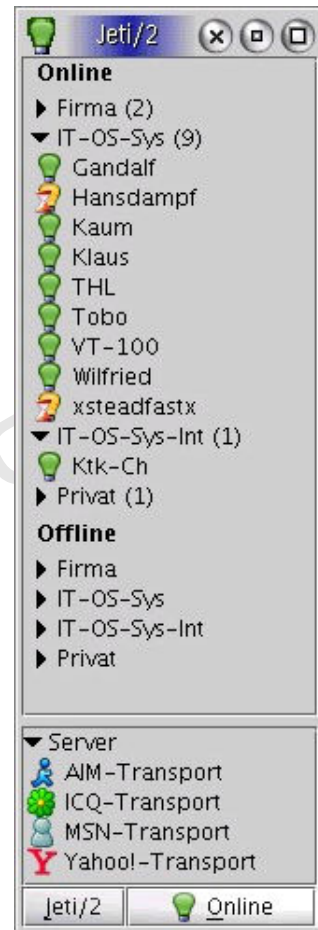 Jeti/2
Online
Firma (2)
IT-OS-Sys (9)
Gandalf
Hansdampf
Kaum
Klaus
THL
Tobo
VT-100
Wilfried
xsteadfastx
IT-OS-Sys-Int (1)
Ktk-Ch
Privat (1)
Offline
Firma
IT-OS-Sys
IT-OS-Sys-Int
Privat
Server
AIM-Transport
ICQ-Transport
MSN-Transport
Yahoo!-Transport
Jeti/2 Online